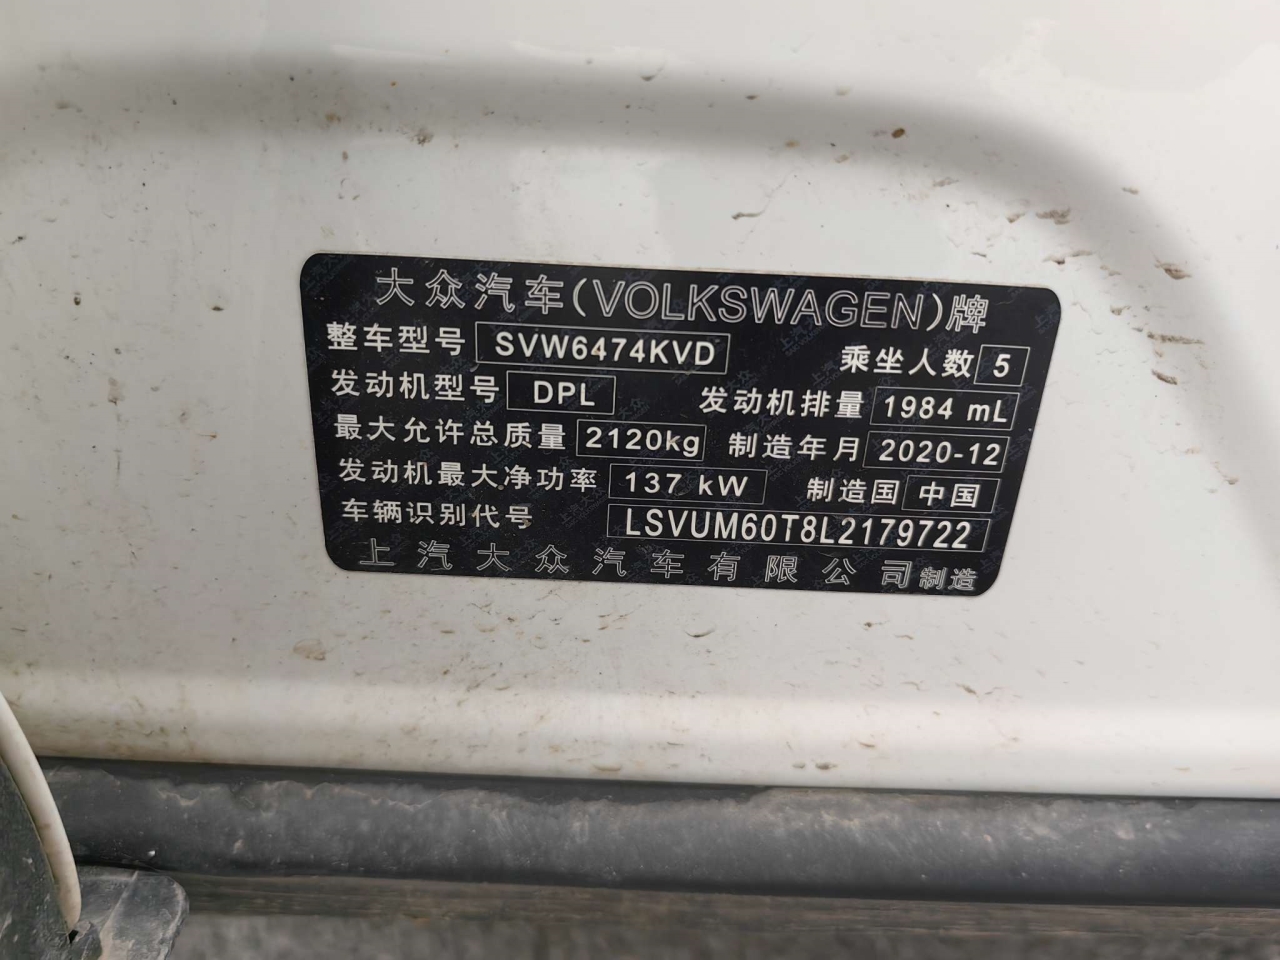 大众汽车(VOLKSWAGEN)牌
整车型号 SVW6474KVD 乘坐人数 5
发动机型号 DPL 发动机排量 1984 mL
最大允许总质量 2120kg 制造年月 2020-12
发动机最大净功率 137 kW 制造国 中国
车辆识别代号 LSVUM60T8L2179722
上汽大众汽车有限公司制造